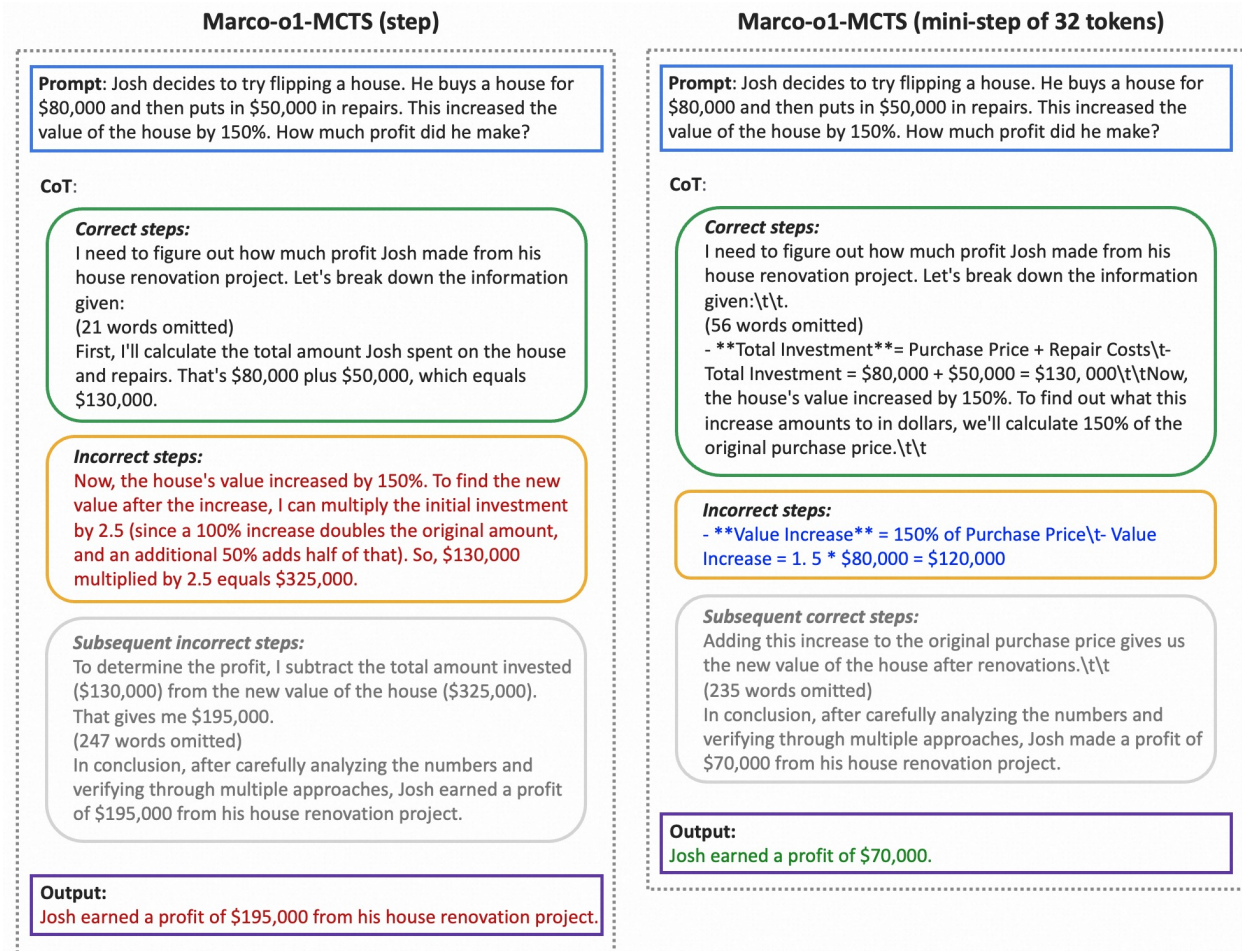 Marco-o1-MCTS (step)
Prompt: Josh decides to try flipping a house. He buys a house for
$80,000 and then puts in $50,000 in repairs. This increased the
value of the house by 150%. How much profit did he make?
CoT:
Correct steps:
I need to figure out how much profit Josh made from his
house renovation project. Let's break down the information
given:
(21 words omitted)
First, I'll calculate the total amount Josh spent on the house
and repairs. That's $80,000 plus $50,000, which equals
$130,000.
Incorrect steps:
Now, the house's value increased by 150%. To find the new
value after the increase, I can multiply the initial investment
by 2.5 (since a 100% increase doubles the original amount,
and an additional 50% adds half of that). So, $130,000
multiplied by 2.5 equals $325,000.
Subsequent incorrect steps:
To determine the profit, I subtract the total amount invested
($130,000) from the new value of the house ($325,000).
That gives me $195,000.
(247 words omitted)
In conclusion, after carefully analyzing the numbers and
verifying through multiple approaches, Josh earned a profit
of $195,000 from his house renovation project.
Output:
Josh earned a profit of $195,000 from his house renovation project.
Marco-o1-MCTS (mini-step of 32 tokens)
Prompt: Josh decides to try flipping a house. He buys a house for
$80,000 and then puts in $50,000 in repairs. This increased the
value of the house by 150%. How much profit did he make?
CoT:
Correct steps:
I need to figure out how much profit Josh made from his
house renovation project. Let's break down the information
given:\t\t.
(56 words omitted)
- **Total Investment**= Purchase Price + Repair Costs\t-
Total Investment = $80,000 + $50,000 = $130, 000\t\tNow,
the house's value increased by 150%. To find out what this
increase amounts to in dollars, we'll calculate 150% of the
original purchase price.\t\t
Incorrect steps:
- **Value Increase** = 150% of Purchase Price\t- Value
Increase = 1. 5 * $80,000 = $120,000
Subsequent correct steps:
Adding this increase to the original purchase price gives us
the new value of the house after renovations.\t\t
(235 words omitted)
In conclusion, after carefully analyzing the numbers and
verifying through multiple approaches, Josh made a profit of
$70,000 from his house renovation project.
Output:
Josh earned a profit of $70,000.